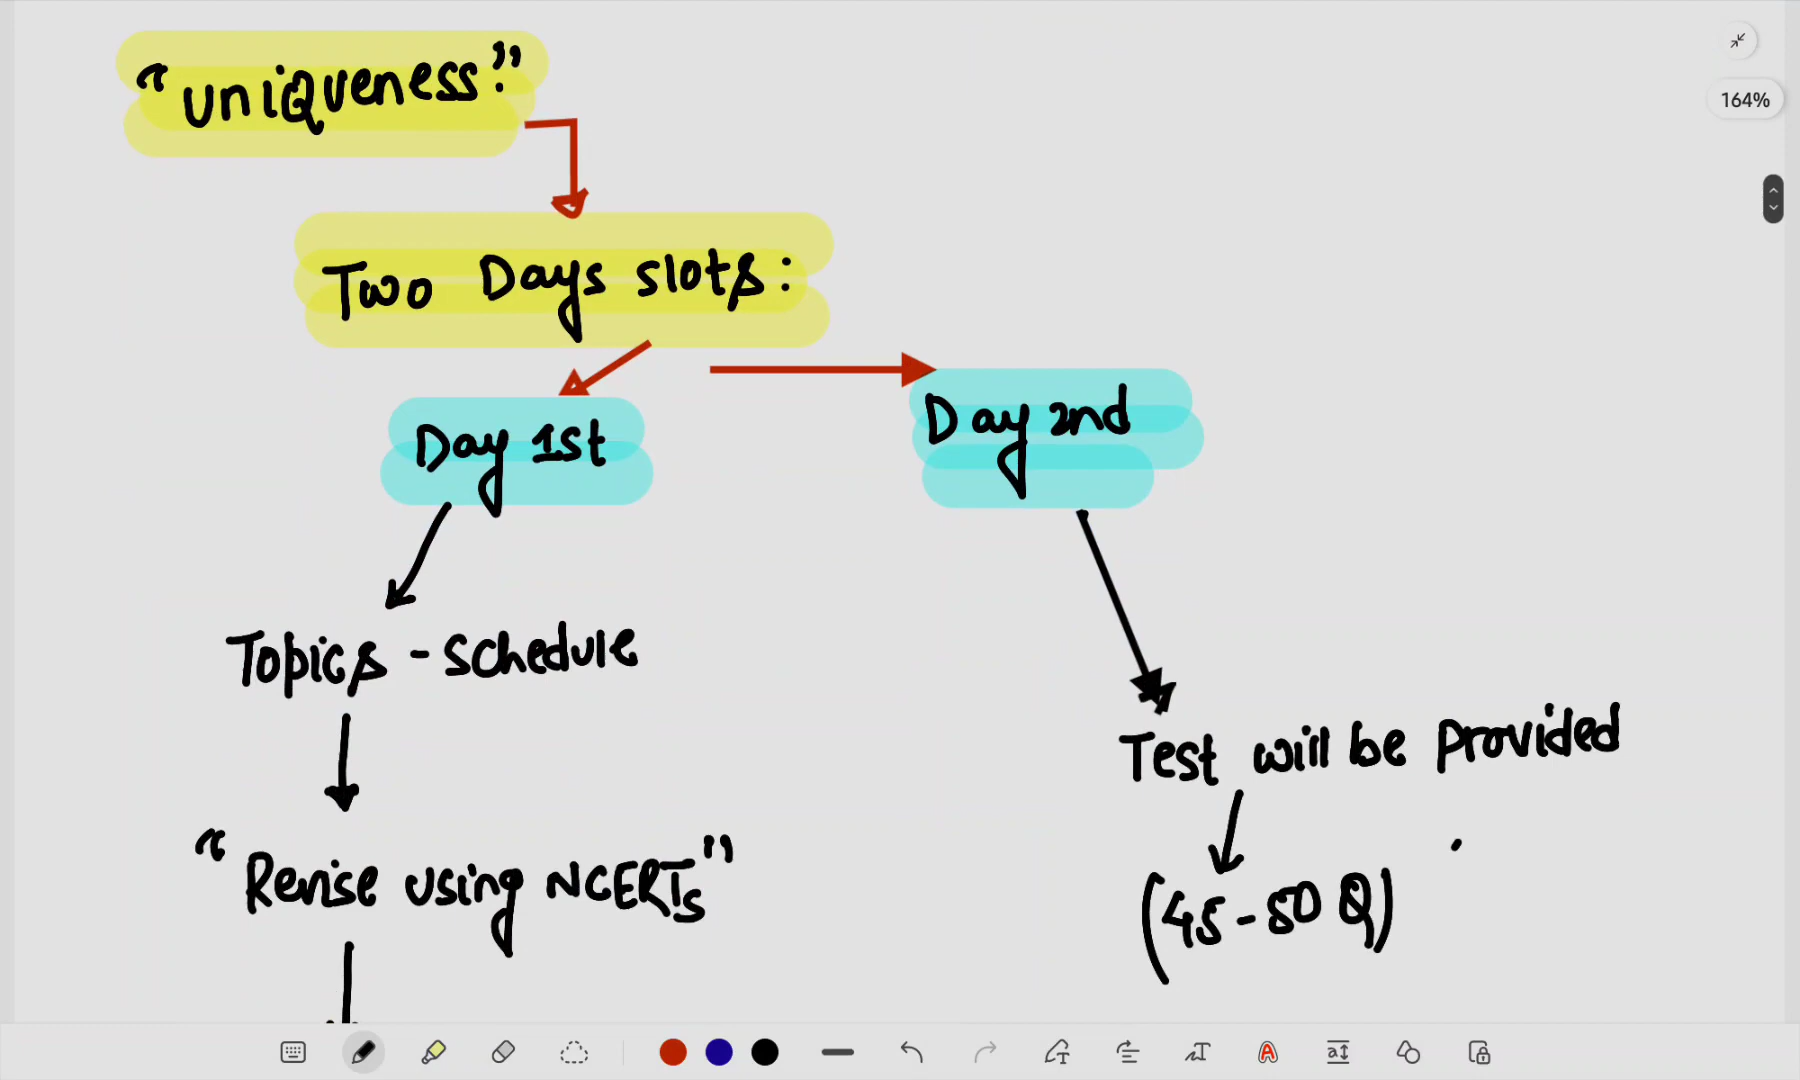 "uniqueness:"
164%
Two Days slots:
Day 1st
Day 2nd
Topics - schedule
Test will be provided
"Revise using NCERTs"
(45-50 Q)